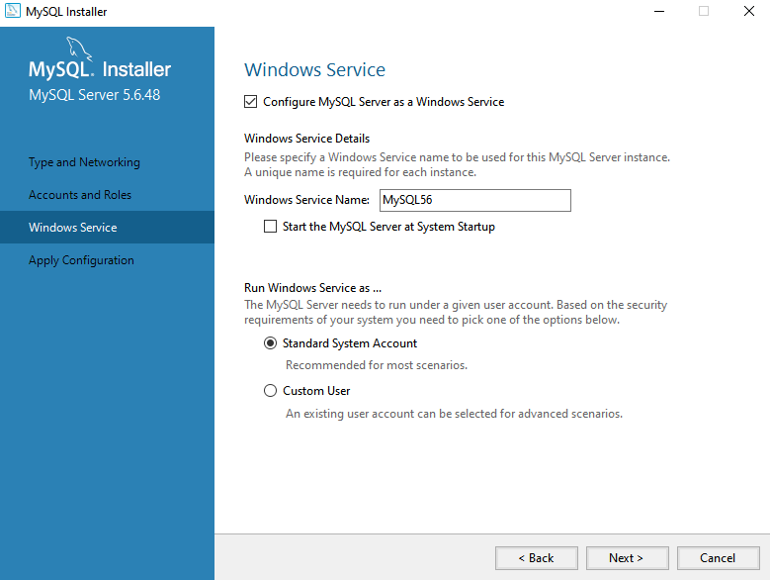 MySQL Installer
MySQL. Installer
MySQL Server 5.6.48
Type and Networking
Accounts and Roles
Windows Service
Apply Configuration
Windows Service
Configure MySQL Server as a Windows Service
Windows Service Details
Please specify a Windows Service name to be used for this MySQL Server instance.
A unique name is required for each instance.
Windows Service Name: MySQL56
Start the MySQL Server at System Startup
Run Windows Service as ...
The MySQL Server needs to run under a given user account. Based on the security
requirements of your system you need to pick one of the options below.
Standard System Account
Recommended for most scenarios.
Custom User
An existing user account can be selected for advanced scenarios.
< Back Next > Cancel